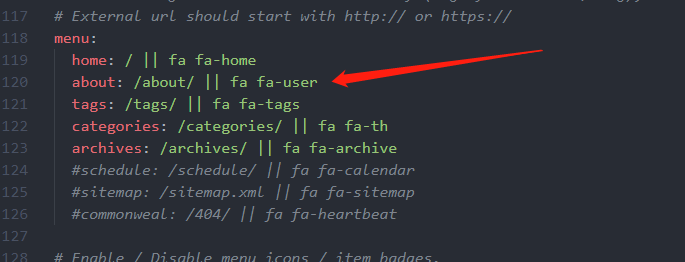 117 # External url should start with http:// or https://
118 menu:
119 home: / || fa fa-home
120 about: /about/ || fa fa-user
121 tags: /tags/ || fa fa-tags
122 categories: /categories/ || fa fa-th
123 archives: /archives/ || fa fa-archive
124 #schedule: /schedule/ || fa fa-calendar
125 #sitemap: /sitemap.xml || fa fa-sitemap
126 #commonweal: /404/ || fa fa-heartbeat
127
128 # Enable / Disable menu icons / item badges.